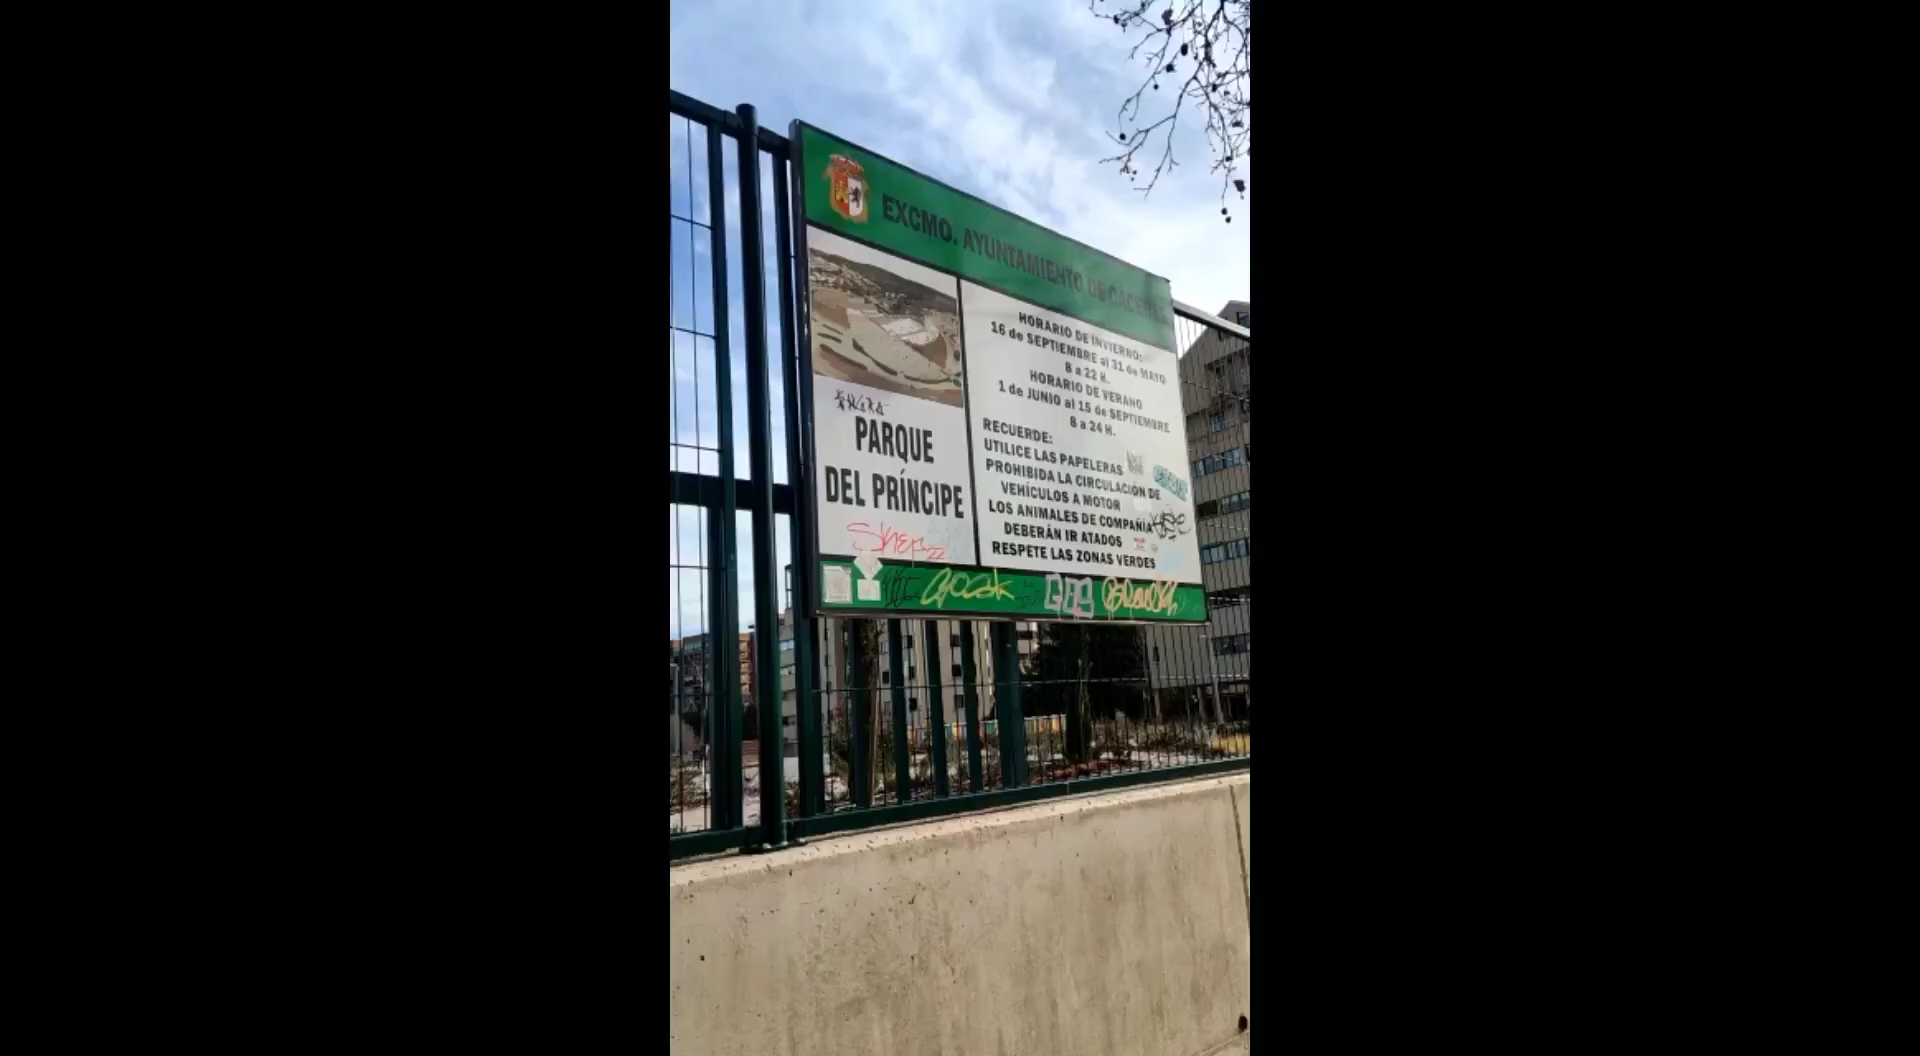 EXCMO. AYUNTAMIENTO DE CACERES
HORARIO DE INVIERNO:
16 de SEPTIEMBRE al 31 de MAYO
8 a 22 H.
HORARIO DE VERANO
1 de JUNIO al 15 de SEPTIEMBRE
8 a 24 H.
RECUERDE:
UTILICE LAS PAPELERAS
PROHIBIDA LA CIRCULACIÓN DE
VEHÍCULOS A MOTOR
LOS ANIMALES DE COMPAÑIA
DEBERÁN IR ATADOS
RESPETE LAS ZONAS VERDES
PARQUE
DEL PRÍNCIPE